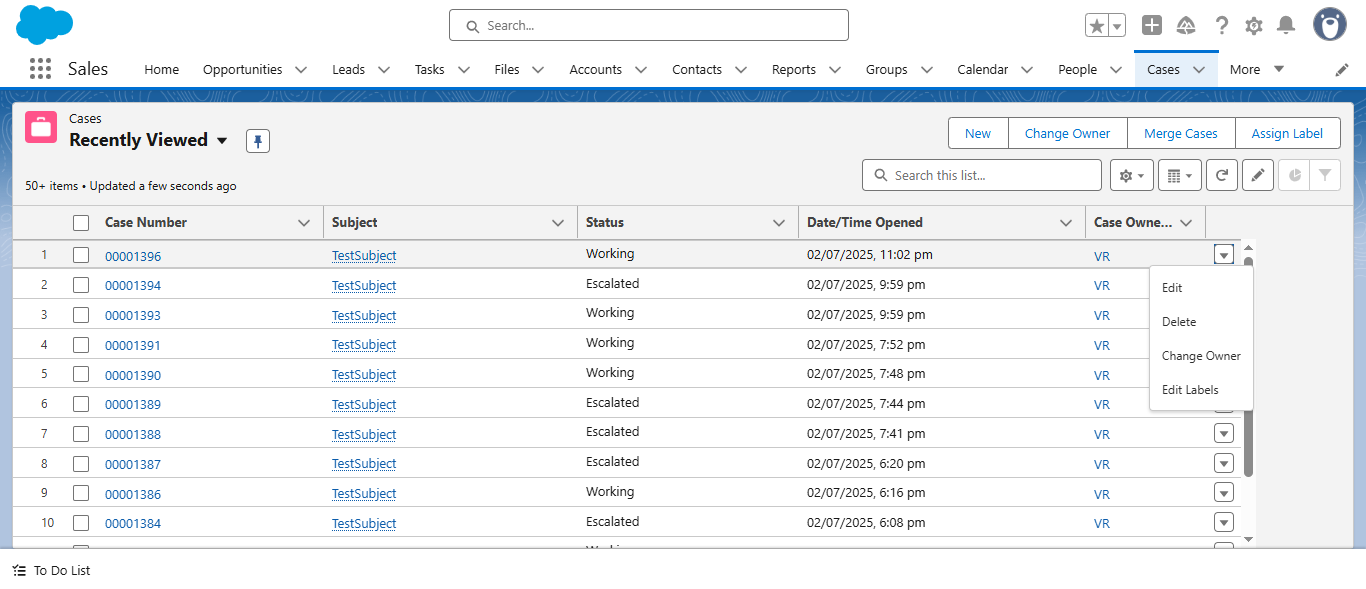 Search...
Sales Home Opportunities Leads Tasks Files Accounts Contacts Reports Groups Calendar People Cases More
Cases
Recently Viewed
New Change Owner Merge Cases Assign Label
50+ items • Updated a few seconds ago
Search this list...
Case Number Subject Status Date/Time Opened Case Owne...
1 00001396 TestSubject Working 02/07/2025, 11:02 pm VR
2 00001394 TestSubject Escalated 02/07/2025, 9:59 pm VR
3 00001393 TestSubject Working 02/07/2025, 9:59 pm VR
4 00001391 TestSubject Working 02/07/2025, 7:52 pm VR
5 00001390 TestSubject Working 02/07/2025, 7:48 pm VR
6 00001389 TestSubject Escalated 02/07/2025, 7:44 pm VR
7 00001388 TestSubject Escalated 02/07/2025, 7:41 pm VR
8 00001387 TestSubject Escalated 02/07/2025, 6:20 pm VR
9 00001386 TestSubject Working 02/07/2025, 6:16 pm VR
10 00001384 TestSubject Escalated 02/07/2025, 6:08 pm VR
Edit
Delete
Change Owner
Edit Labels
To Do List